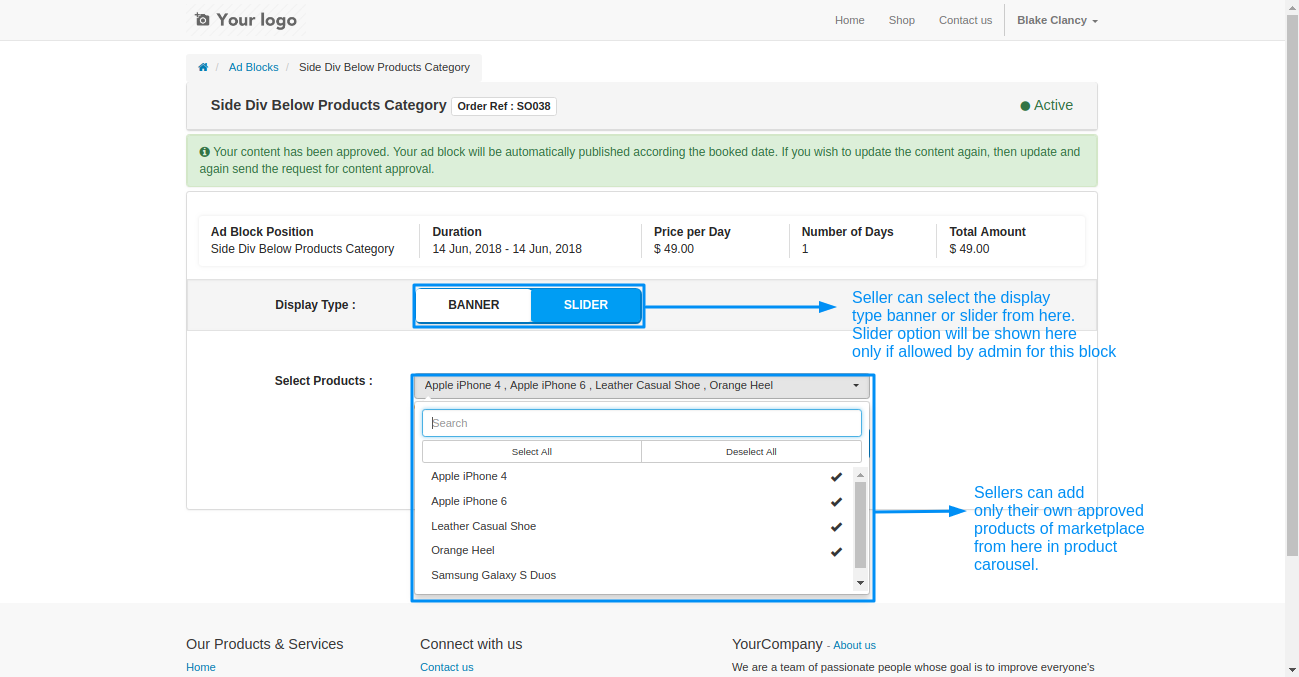 Your logo
Home
Shop
Contact us
Blake Clancy
/ Ad Blocks / Side Div Below Products Category
Side Div Below Products Category Order Ref : SO038
Active
Your content has been approved. Your ad block will be automatically published according the booked date. If you wish to update the content again, then update and
again send the request for content approval.
Ad Block Position
Side Div Below Products Category
Duration
14 Jun, 2018 - 14 Jun, 2018
Price per Day
$ 49.00
Number of Days
1
Total Amount
$ 49.00
Display Type :
BANNER
SLIDER
Seller can select the display
type banner or slider from here.
Slider option will be shown here
only if allowed by admin for this block
Select Products :
Apple iPhone 4 , Apple iPhone 6 , Leather Casual Shoe , Orange Heel
Search
Select All
Deselect All
Apple iPhone 4
Apple iPhone 6
Leather Casual Shoe
Orange Heel
Samsung Galaxy S Duos
Sellers can add
only their own approved
products of marketplace
from here in product
carousel.
Our Products & Services
Home
Connect with us
Contact us
YourCompany - About us
We are a team of passionate people whose goal is to improve everyone's